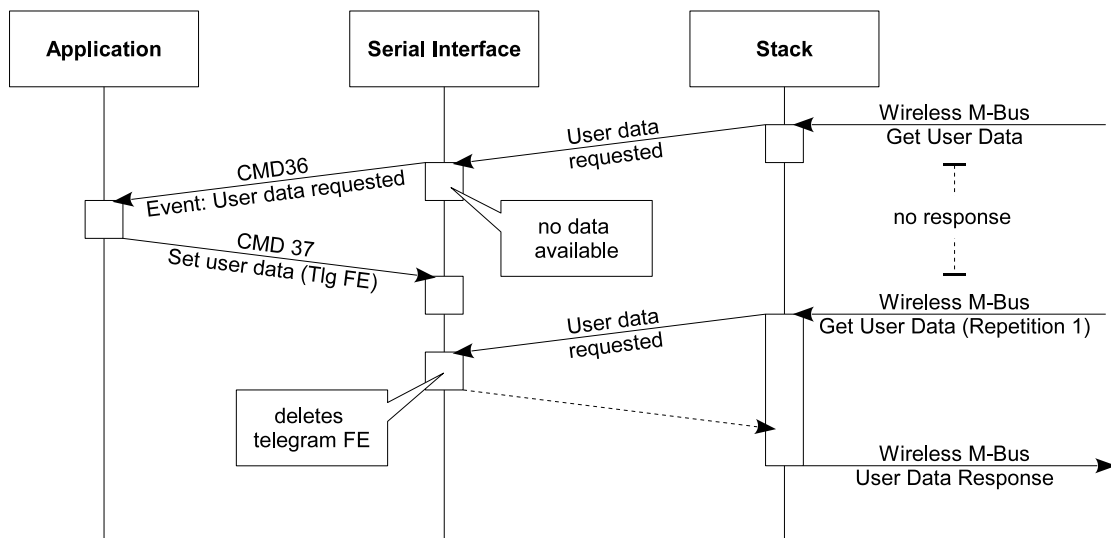 Application
Serial Interface
Stack
Wireless M-Bus
Get User Data
User data
requested
CMD36
Event: User data requested
no data
available
no response
CMD 37
Set user data (Tlg FE)
Wireless M-Bus
Get User Data (Repetition 1)
User data
requested
deletes
telegram FE
Wireless M-Bus
User Data Response